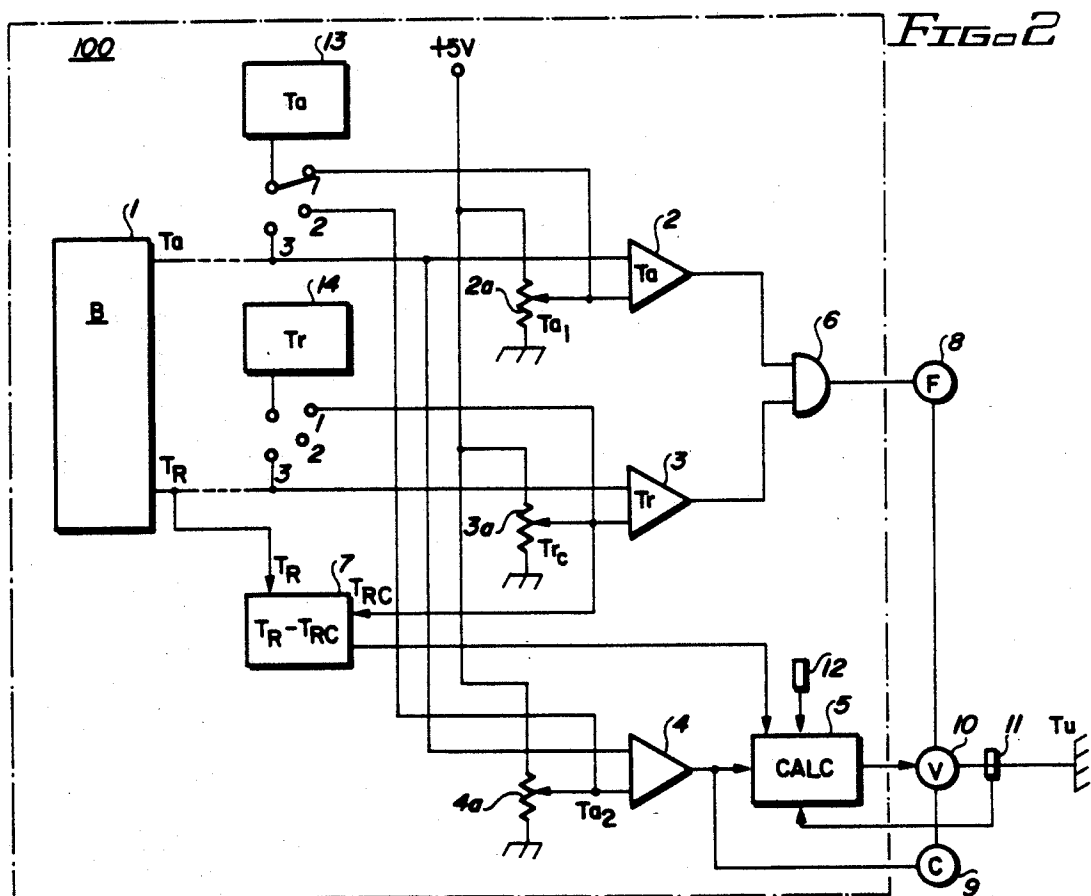 FIG. 2
100
13
Ta
+5V
1
2
3
1
Ta
B
2
Ta
2a
Ta1
14
Tr
6
8
F
1
2
3
TR
3
Tr
3a
Trc
TR
7
TRC
TR-TRC
12
4
5
CALC
10
V
11
Tu
4a
Ta2
C
9